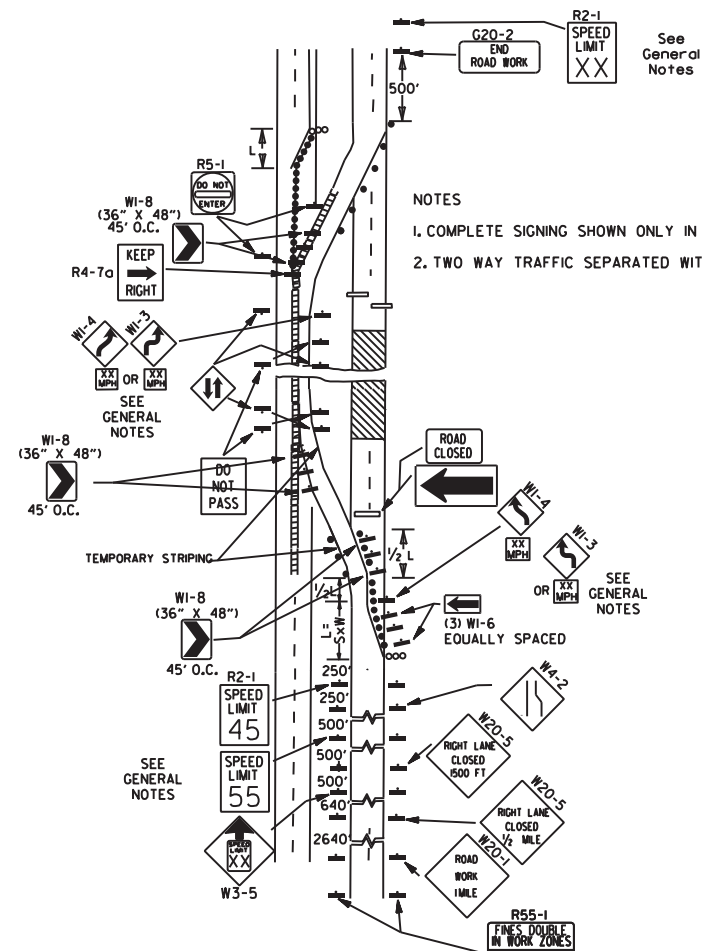 R2-1
SPEED
LIMIT
XX
See
General
Notes
G20-2
END
ROAD WORK
500'
L
R5-1
DO NOT
ENTER
W1-8
(36" X 48")
45' O.C.
NOTES
1. COMPLETE SIGNING SHOWN ONLY IN
2. TWO WAY TRAFFIC SEPARATED WIT
KEEP
RIGHT
R4-7a
W1-4
W1-3
XX
MPH
OR
XX
MPH
SEE
GENERAL
NOTES
W1-8
(36" X 48")
45' O.C.
DO
NOT
PASS
ROAD
CLOSED
W1-4
XX
MPH
W1-3
OR
XX
MPH
SEE
GENERAL
NOTES
TEMPORARY STRIPING
1/2 L
1/2L
L=
SxW
W1-8
(36" X 48")
45' O.C.
(3) W1-6
EQUALLY SPACED
R2-1
SPEED
LIMIT
45
250'
250'
500'
500'
500'
640'
2640'
W4-2
SEE
GENERAL
NOTES
SPEED
LIMIT
55
W20-5
RIGHT LANE
CLOSED
1500 FT
W20-5
RIGHT LANE
CLOSED
1/2 MILE
SPEED
LIMIT
XX
W3-5
W20-1
ROAD
WORK
1 MILE
R55-1
FINES DOUBLE
IN WORK ZONES